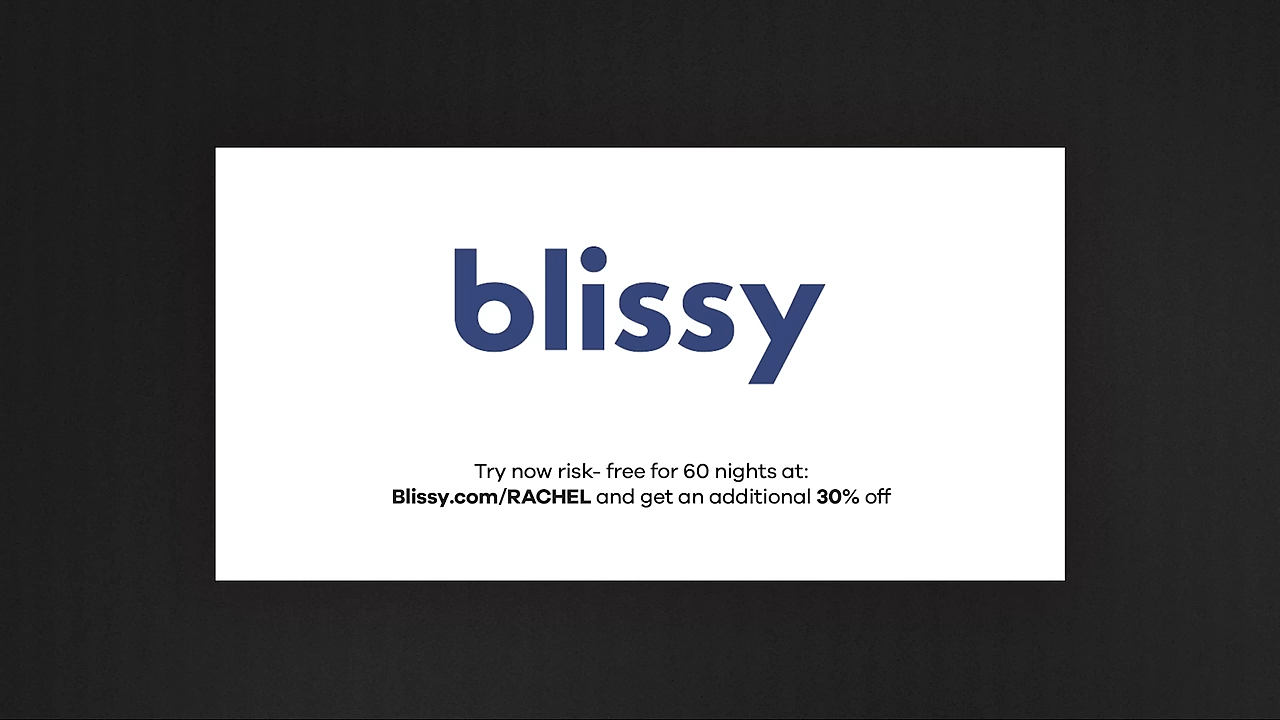 blissy
Try now risk- free for 60 nights at:
Blissy.com/RACHEL and get an additional 30% off